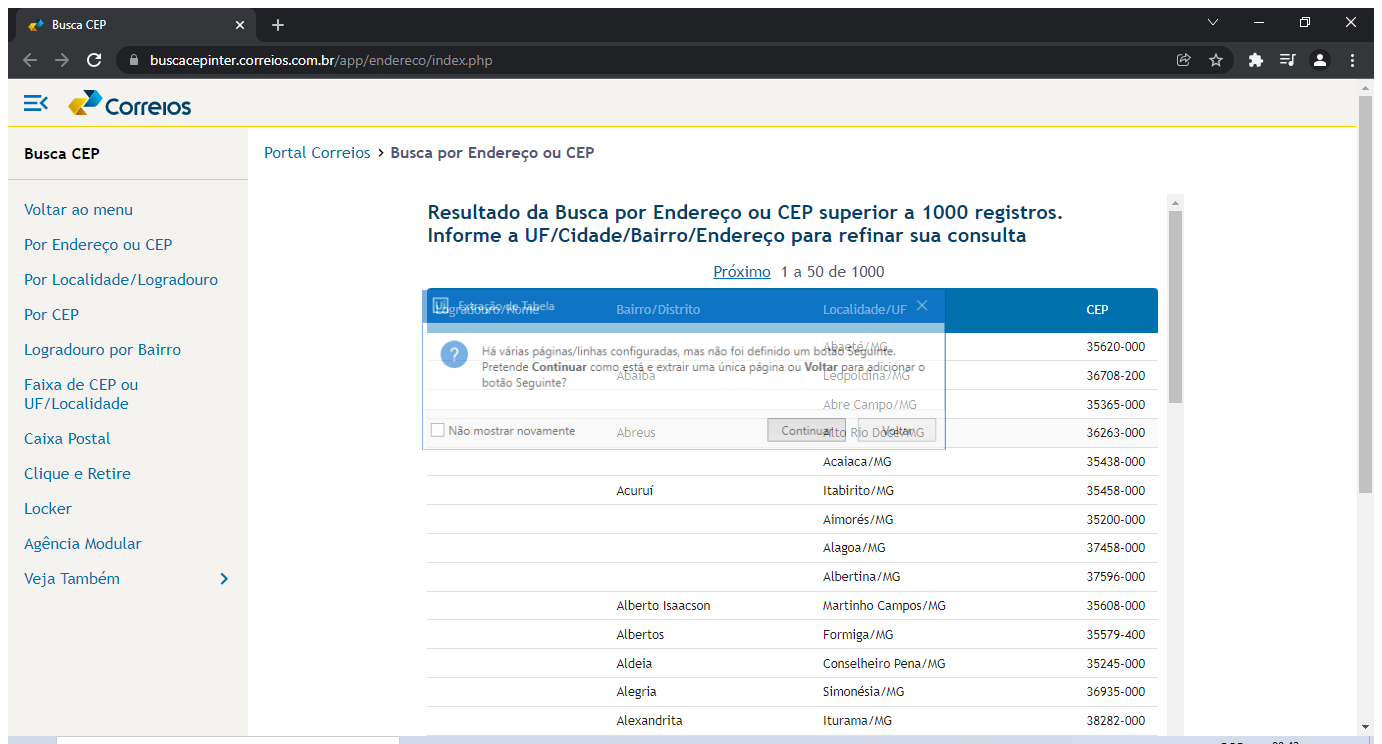 Busca CEP
buscacepinter.correios.com.br/app/endereco/index.php
Correios
Busca CEP
Voltar ao menu
Por Endereço ou CEP
Por Localidade/Logradouro
Por CEP
Logradouro por Bairro
Faixa de CEP ou
UF/Localidade
Caixa Postal
Clique e Retire
Locker
Agência Modular
Veja Também
Portal Correios > Busca por Endereço ou CEP
Resultado da Busca por Endereço ou CEP superior a 1000 registros.
Informe a UF/Cidade/Bairro/Endereço para refinar sua consulta
Próximo 1 a 50 de 1000
Logradouro/Nome Bairro/Distrito Localidade/UF CEP
Abaeté/MG 35620-000
Abaíba Leopoldina/MG 36708-200
Abre Campo/MG 35365-000
Abreus Alto Rio Doce/MG 36263-000
Acaiaca/MG 35438-000
Acuruí Itabirito/MG 35458-000
Aimorés/MG 35200-000
Alagoa/MG 37458-000
Albertina/MG 37596-000
Alberto Isaacson Martinho Campos/MG 35608-000
Albertos Formiga/MG 35579-400
Aldeia Conselheiro Pena/MG 35245-000
Alegria Simonésia/MG 36935-000
Alexandrita Iturama/MG 38282-000
Ui Extração de Tabela
Há várias páginas/linhas configuradas, mas não foi definido um botão Seguinte.
Pretende Continuar como está e extrair uma única página ou Voltar para adicionar o
botão Seguinte?
Não mostrar novamente
Continuar Voltar